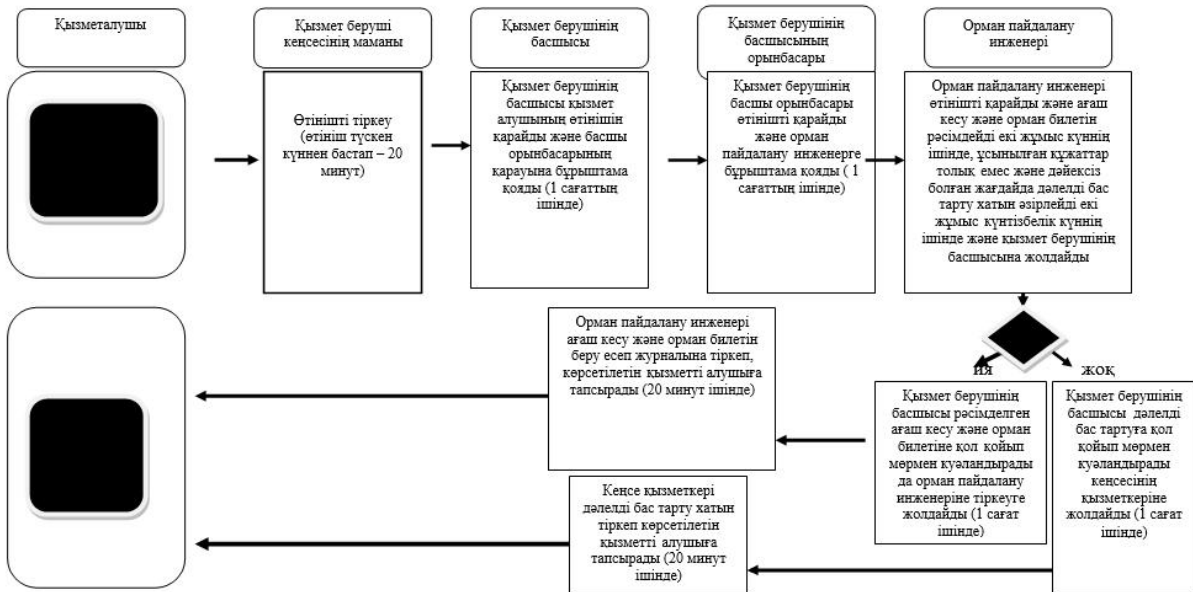 Қызметалушы
Қызмет беруші
кеңсесінің маманы
Қызмет берушінің
басшысы
Қызмет берушінің
басшысының
орынбасары
Орман пайдалану
инженері
Өтінішті тіркеу
(өтініш түскен
күннен бастап – 20
минут)
Қызмет берушінің
басшысы қызмет
алушының өтінішін
қарайды және басшы
орынбасарының
қарауына бұрыштама
қояды (1 сағаттың
ішінде)
Қызмет берушінің
басшы орынбасары
өтінішті қарайды
және орман
пайдалану инженерге
бұрыштама қояды ( 1
сағаттың ішінде)
Орман пайдалану инженері
өтінішті қарайды және ағаш
кесу және орман билетін
рәсімдейді екі жұмыс күннің
ішінде, ұсынылған құжаттар
толық емес және дәйексіз
болған жағдайда дәлелді бас
тарту хатын әзірлейді екі
жұмыс күнтізбелік күннің
ішінде және қызмет берушінің
басшысына жолдайды
Орман пайдалану инженері
ағаш кесу және орман билетін
беру есеп журналына тіркеп,
көрсетілетін қызметті алушыға
тапсырады (20 минут ішінде)
ИЯ
ЖОҚ
Қызмет берушінің
басшысы рәсімделген
ағаш кесу және орман
билетіне қол қойып
мөрмен куәландырады
да орман пайдалану
инженеріне тіркеуге
жолдайды (1 сағат
ішінде)
Қызмет берушінің
басшысы дәлелді
бас тартуға қол
қойып мөрмен
куәландырады
кеңсесінің
қызметкеріне
жолдайды (1 сағат
ішінде)
Кеңсе қызметкері
дәлелді бас тарту хатын
тіркеп көрсетілетін
қызметті алушыға
тапсырады (20 минут
ішінде)